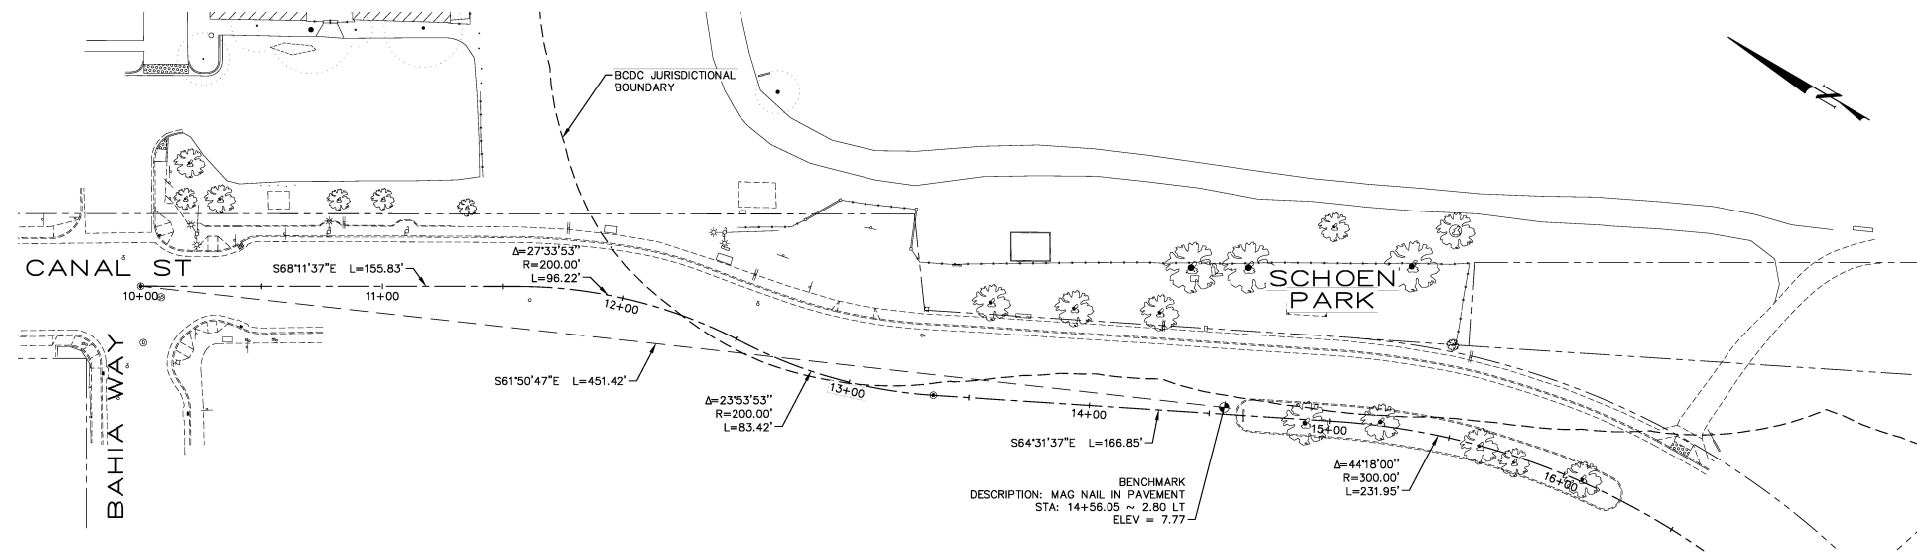 BCDC JURISDICTIONAL
BOUNDARY
N
CANAL ST
S68°11'37"E L=155.83'
Δ=27°33'53"
R=200.00'
L=96.22'
10+00
11+00
12+00
SCHOEN
PARK
BAHIA WAY
S61°50'47"E L=451.42'
Δ=23°53'53"
R=200.00'
L=83.42'
13+00
14+00
S64°31'37"E L=166.85'
15+00
Δ=44°18'00"
R=300.00'
L=231.95'
16+00
BENCHMARK
DESCRIPTION: MAG NAIL IN PAVEMENT
STA: 14+56.05 ~ 2.80 LT
ELEV = 7.77